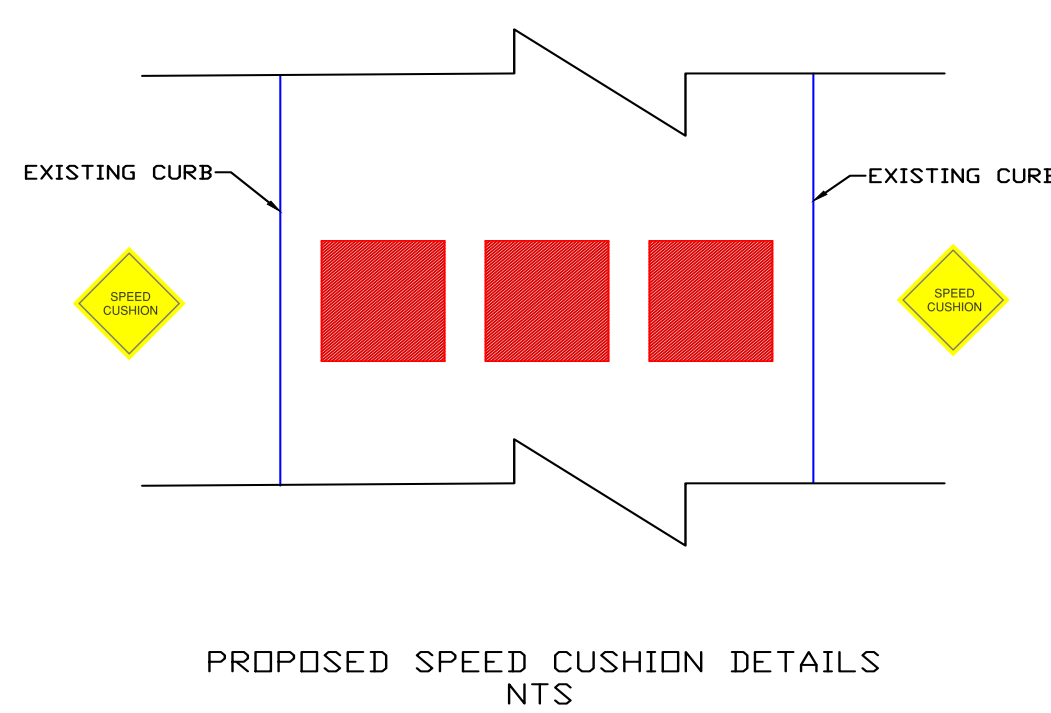 EXISTING CURB
EXISTING CURB
SPEED
CUSHION
SPEED
CUSHION
PROPOSED SPEED CUSHION DETAILS
NTS